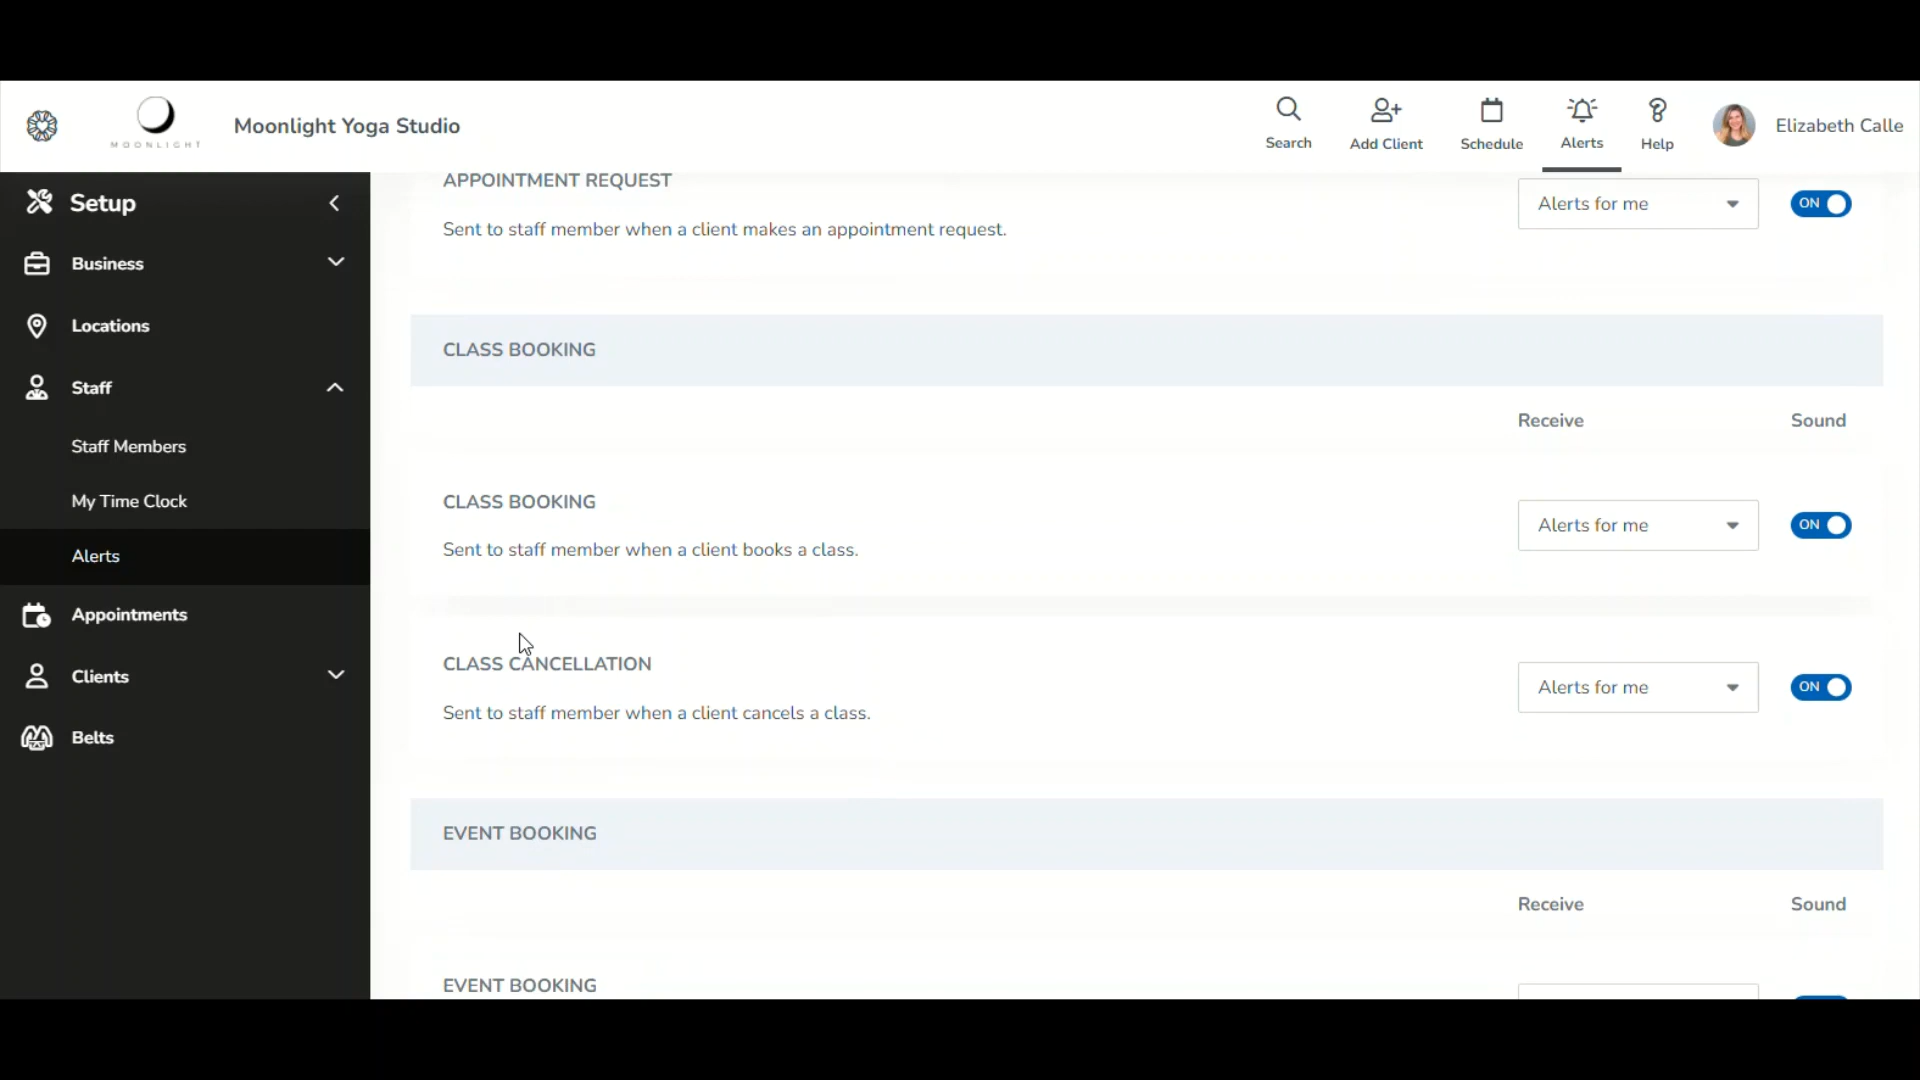 MOONLIGHT
Moonlight Yoga Studio
Search
Add Client
Schedule
Alerts
Help
Elizabeth Calle
Setup
Business
Locations
Staff
Staff Members
My Time Clock
Alerts
Appointments
Clients
Belts
APPOINTMENT REQUEST
Sent to staff member when a client makes an appointment request.
Alerts for me
ON
CLASS BOOKING
Receive
Sound
CLASS BOOKING
Sent to staff member when a client books a class.
Alerts for me
ON
CLASS CANCELLATION
Sent to staff member when a client cancels a class.
Alerts for me
ON
EVENT BOOKING
Receive
Sound
EVENT BOOKING